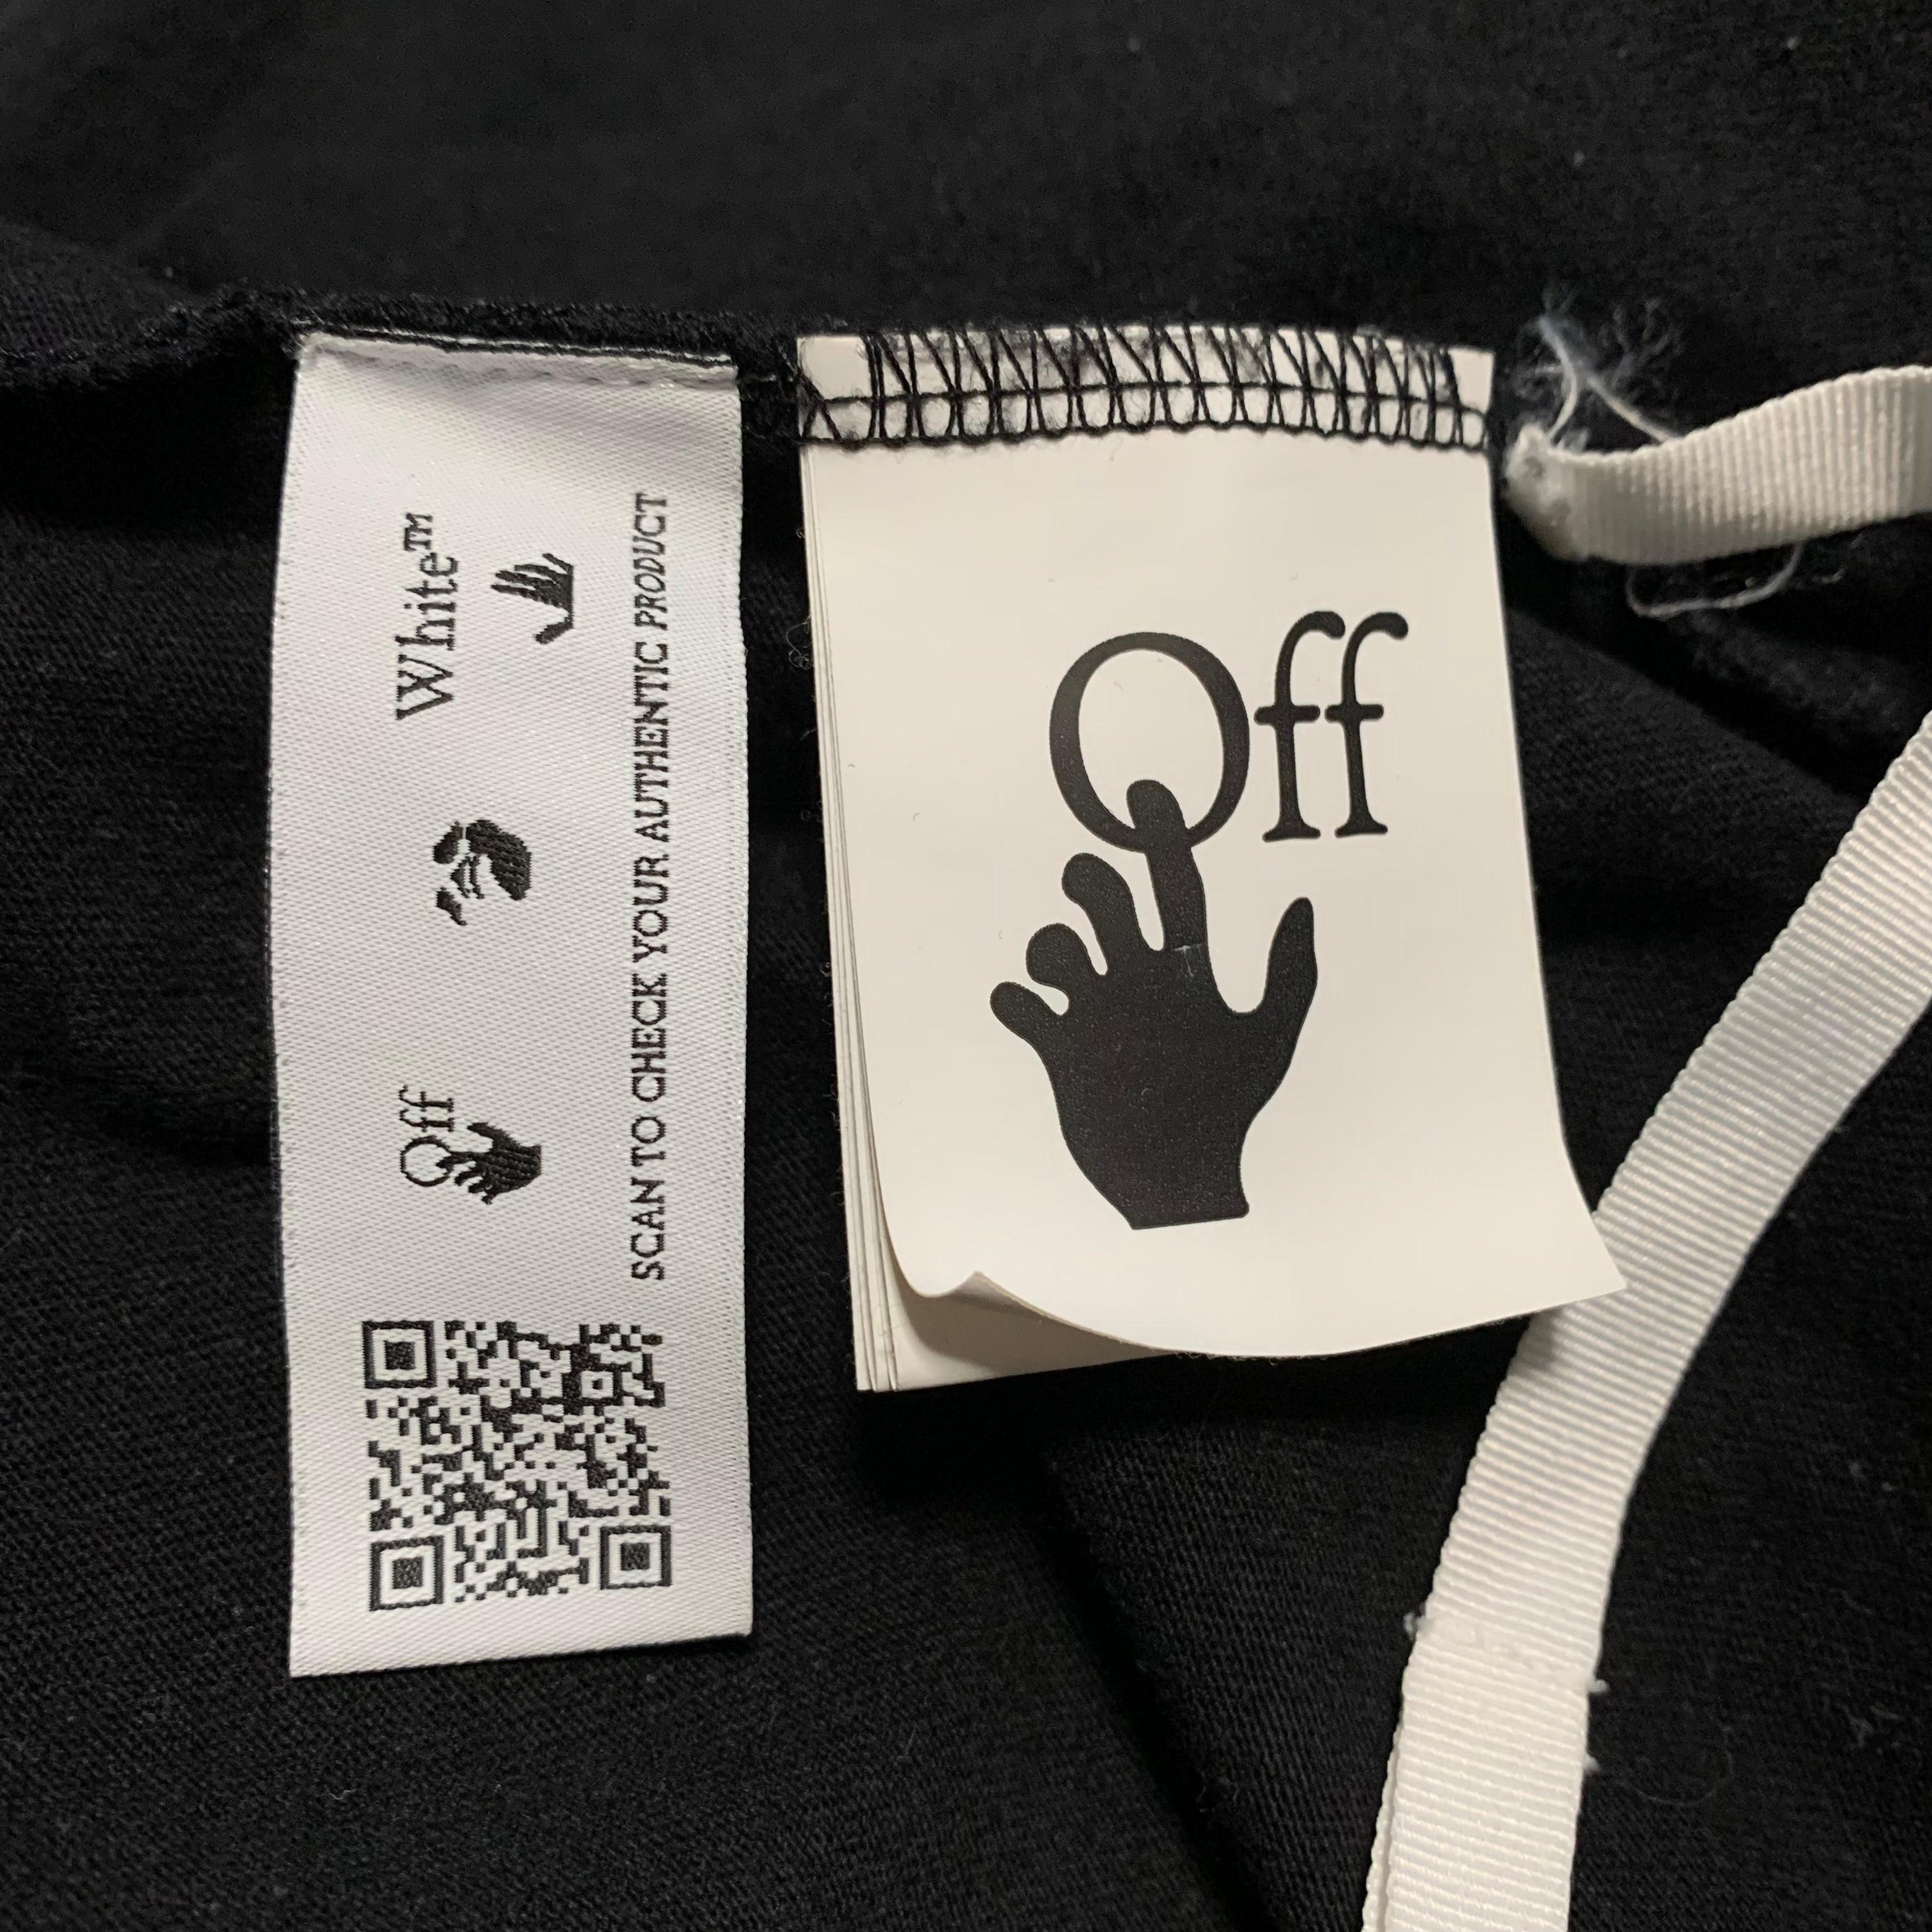 Off White™
SCAN TO CHECK YOUR AUTHENTIC PRODUCT
Off